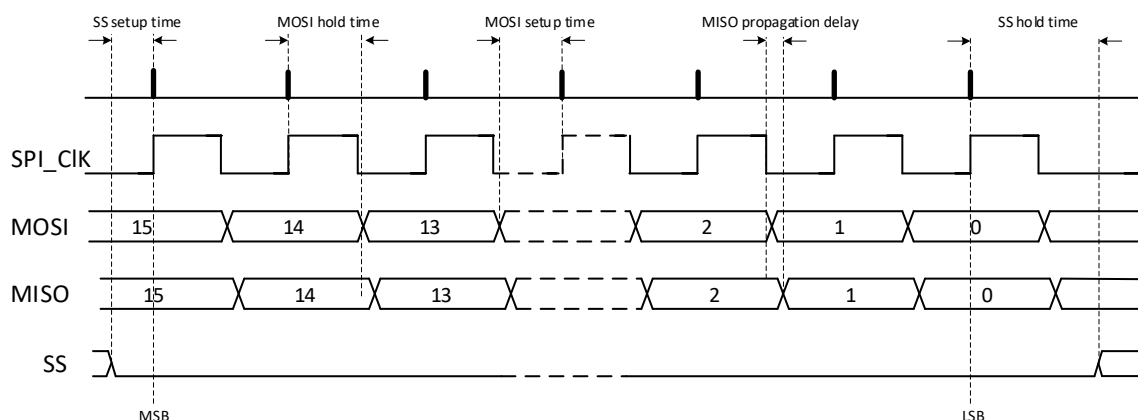 SS setup time MOSI hold time MOSI setup time MISO propagation delay SS hold time
SPI_ClK
MOSI 15 14 13 2 1 0
MISO 15 14 13 2 1 0
SS
MSB LSB